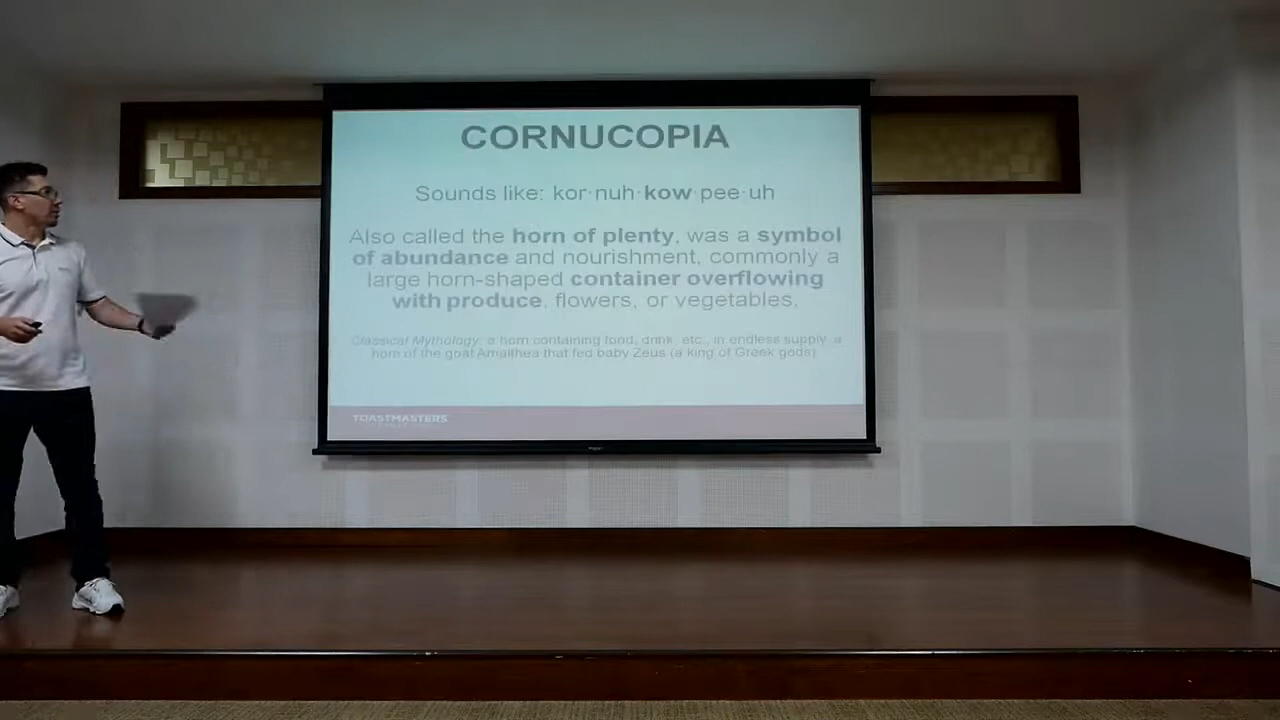 CORNUCOPIA
Sounds like: kor·nuh·kow·pee·uh
Also called the horn of plenty, was a symbol
of abundance and nourishment, commonly a
large horn-shaped container overflowing
with produce, flowers, or vegetables.
Classical Mythology: a horn containing food, drink, etc., in endless supply, a
horn of the goat Amalthea that fed baby Zeus (a king of Greek gods)
TOASTMASTERS